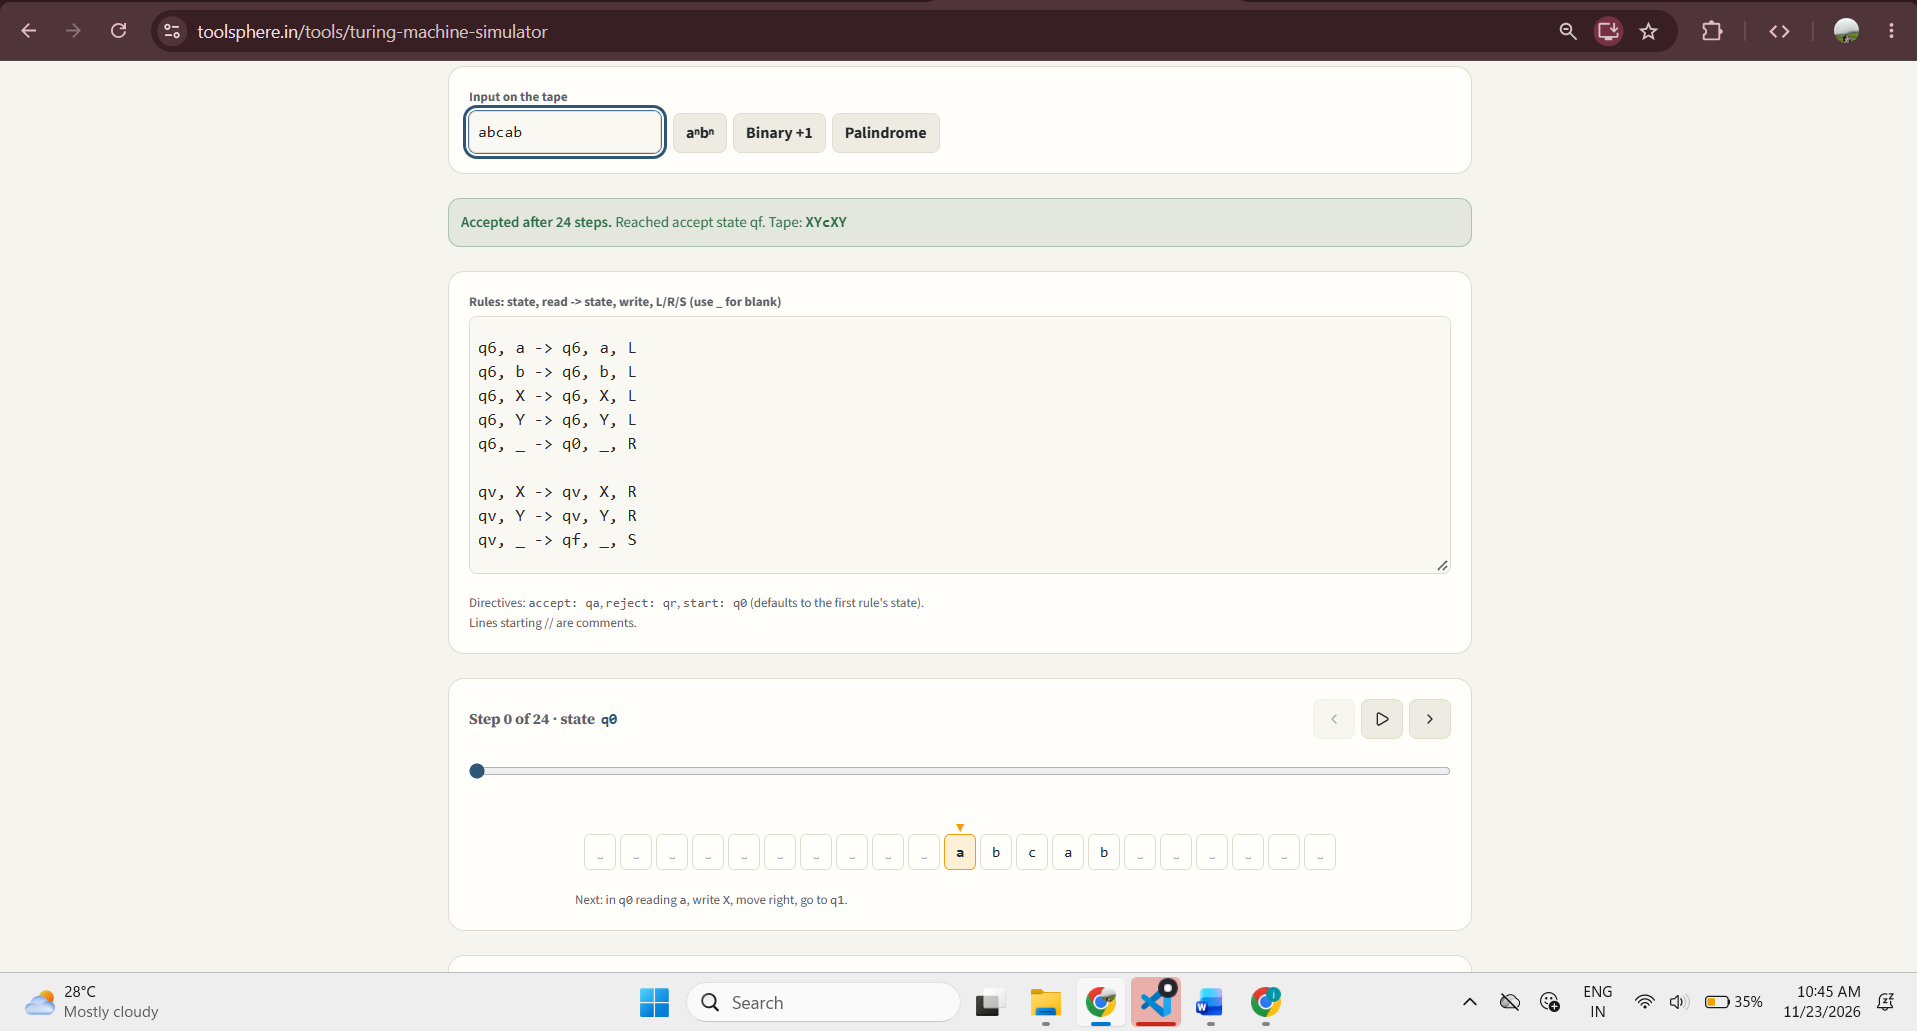 toolsphere.in/tools/turing-machine-simulator
Input on the tape
abcab
aⁿbⁿ
Binary +1
Palindrome
Accepted after 24 steps. Reached accept state qf. Tape: XYcXY
Rules: state, read -> state, write, L/R/S (use _ for blank)
q6, a -> q6, a, L
q6, b -> q6, b, L
q6, X -> q6, X, L
q6, Y -> q6, Y, L
q6, _ -> q0, _, R
qv, X -> qv, X, R
qv, Y -> qv, Y, R
qv, _ -> qf, _, S
Directives: accept: qa, reject: qr, start: q0 (defaults to the first rule's state).
Lines starting // are comments.
Step 0 of 24 · state q0
_ _ _ _ _ _ _ _ _ _ a b c a b _ _ _ _ _ _
Next: in q0 reading a, write X, move right, go to q1.
28°C
Mostly cloudy
Search
ENG
IN
35%
10:45 AM
11/23/2026